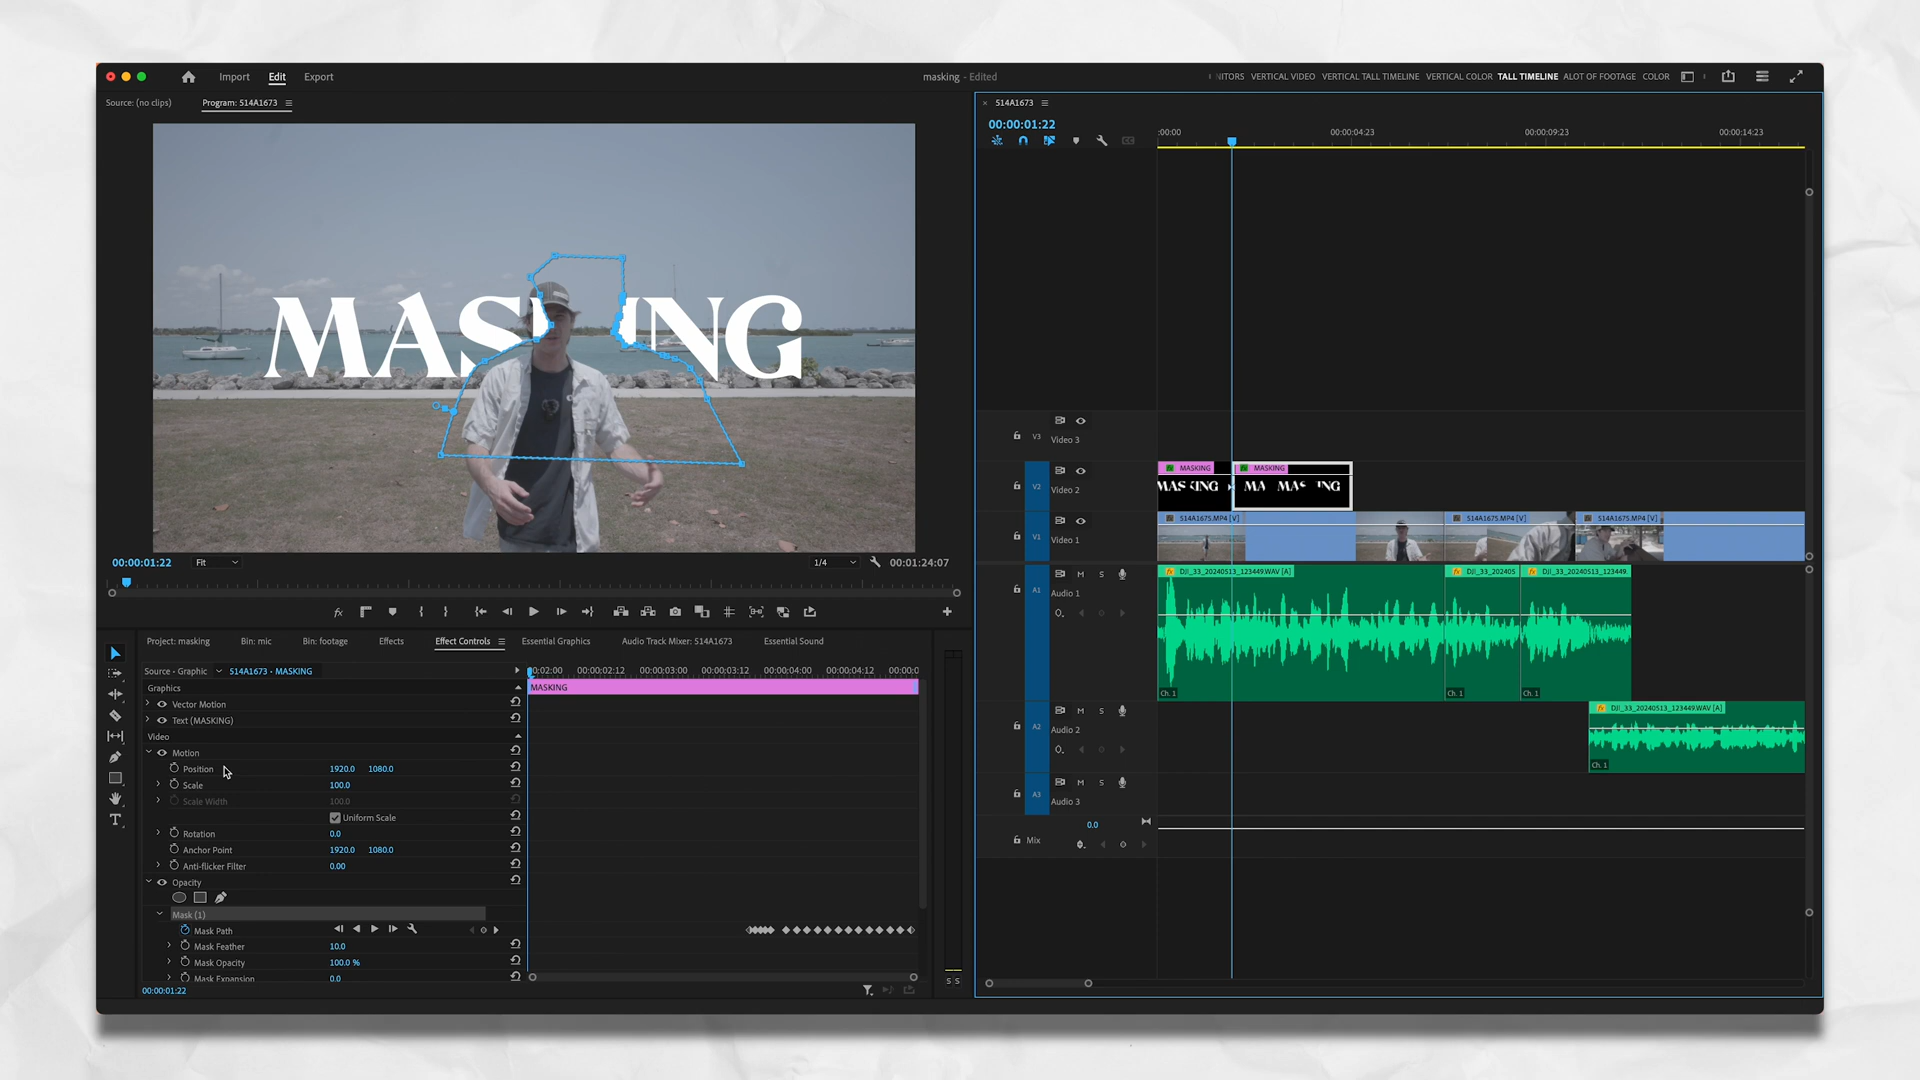 Import
Edit
Export
masking - Edited
NITORS
VERTICAL VIDEO
VERTICAL TALL TIMELINE
VERTICAL COLOR
TALL TIMELINE
ALOT OF FOOTAGE
COLOR
Source: (no clips)
Program: 514A1673
MASKING
00:00:01:22
Fit
1/4
00:01:24:07
fx
Project: masking
Bin: mic
Bin: footage
Effects
Effect Controls
Essential Graphics
Audio Track Mixer: 514A1673
Essential Sound
Source · Graphic
514A1673 · MASKING
:02:00
00:00:02:12
00:00:03:00
00:00:03:12
00:00:04:00
00:00:04:12
00:00:0
Graphics
MASKING
Vector Motion
Text (MASKING)
Video
Motion
Position 1920.0 1080.0
Scale 100.0
Scale Width 100.0
Uniform Scale
Rotation 0.0
Anchor Point 1920.0 1080.0
Anti-flicker Filter 0.00
Opacity
Mask (1)
Mask Path
Mask Feather 10.0
Mask Opacity 100.0 %
Mask Expansion 0.0
00:00:01:22
S S
514A1673
00:00:01:22
:00:00
00:00:04:23
00:00:09:23
00:00:14:23
V3 Video 3
V2 Video 2
MASKING
MASKING
V1 Video 1
514A1675.MP4 [V]
514A1675.MP4 [V]
514A1675.MP4 [V]
A1 M S
Audio 1
DJI_33_20240513_123449.WAV [A]
DJI_33_202405
DJI_33_20240513_123449.
Ch. 1
Ch. 1
Ch. 1
A2 M S
Audio 2
DJI_33_20240513_123449.WAV [A]
Ch. 1
A3 M S
Audio 3
Mix 0.0